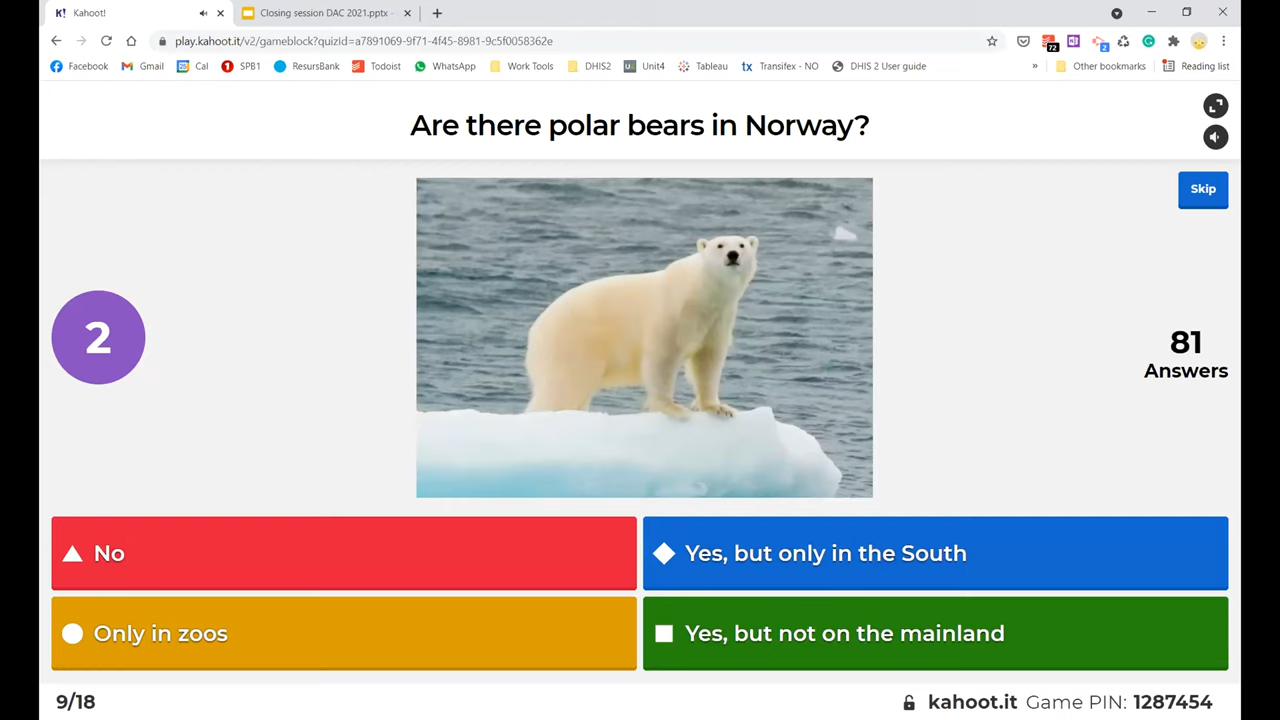 K! Kahoot!
Closing session DAC 2021.pptx -
play.kahoot.it/v2/gameblock?quizId=a7891069-9f71-4f45-8981-9c5f0058362e
72
2
Facebook Gmail Cal SPB1 ResursBank Todoist WhatsApp Work Tools DHIS2 Unit4 Tableau tx Transifex - NO DHIS 2 User guide » Other bookmarks Reading list
Are there polar bears in Norway?
Skip
2
81
Answers
No
Yes, but only in the South
Only in zoos
Yes, but not on the mainland
9/18
kahoot.it Game PIN: 1287454